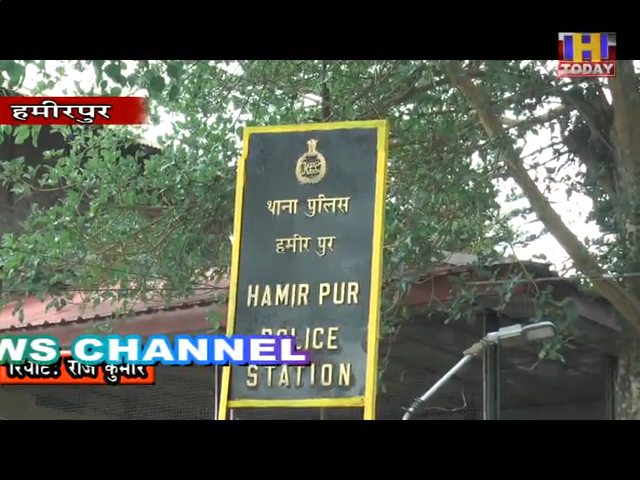 H
TODAY
हमीरपुर
थाना पुलिस
हमीर पुर
HAMIR PUR
POLICE
STATION
WS CHANNEL
रिपोर्ट: राज कुमार